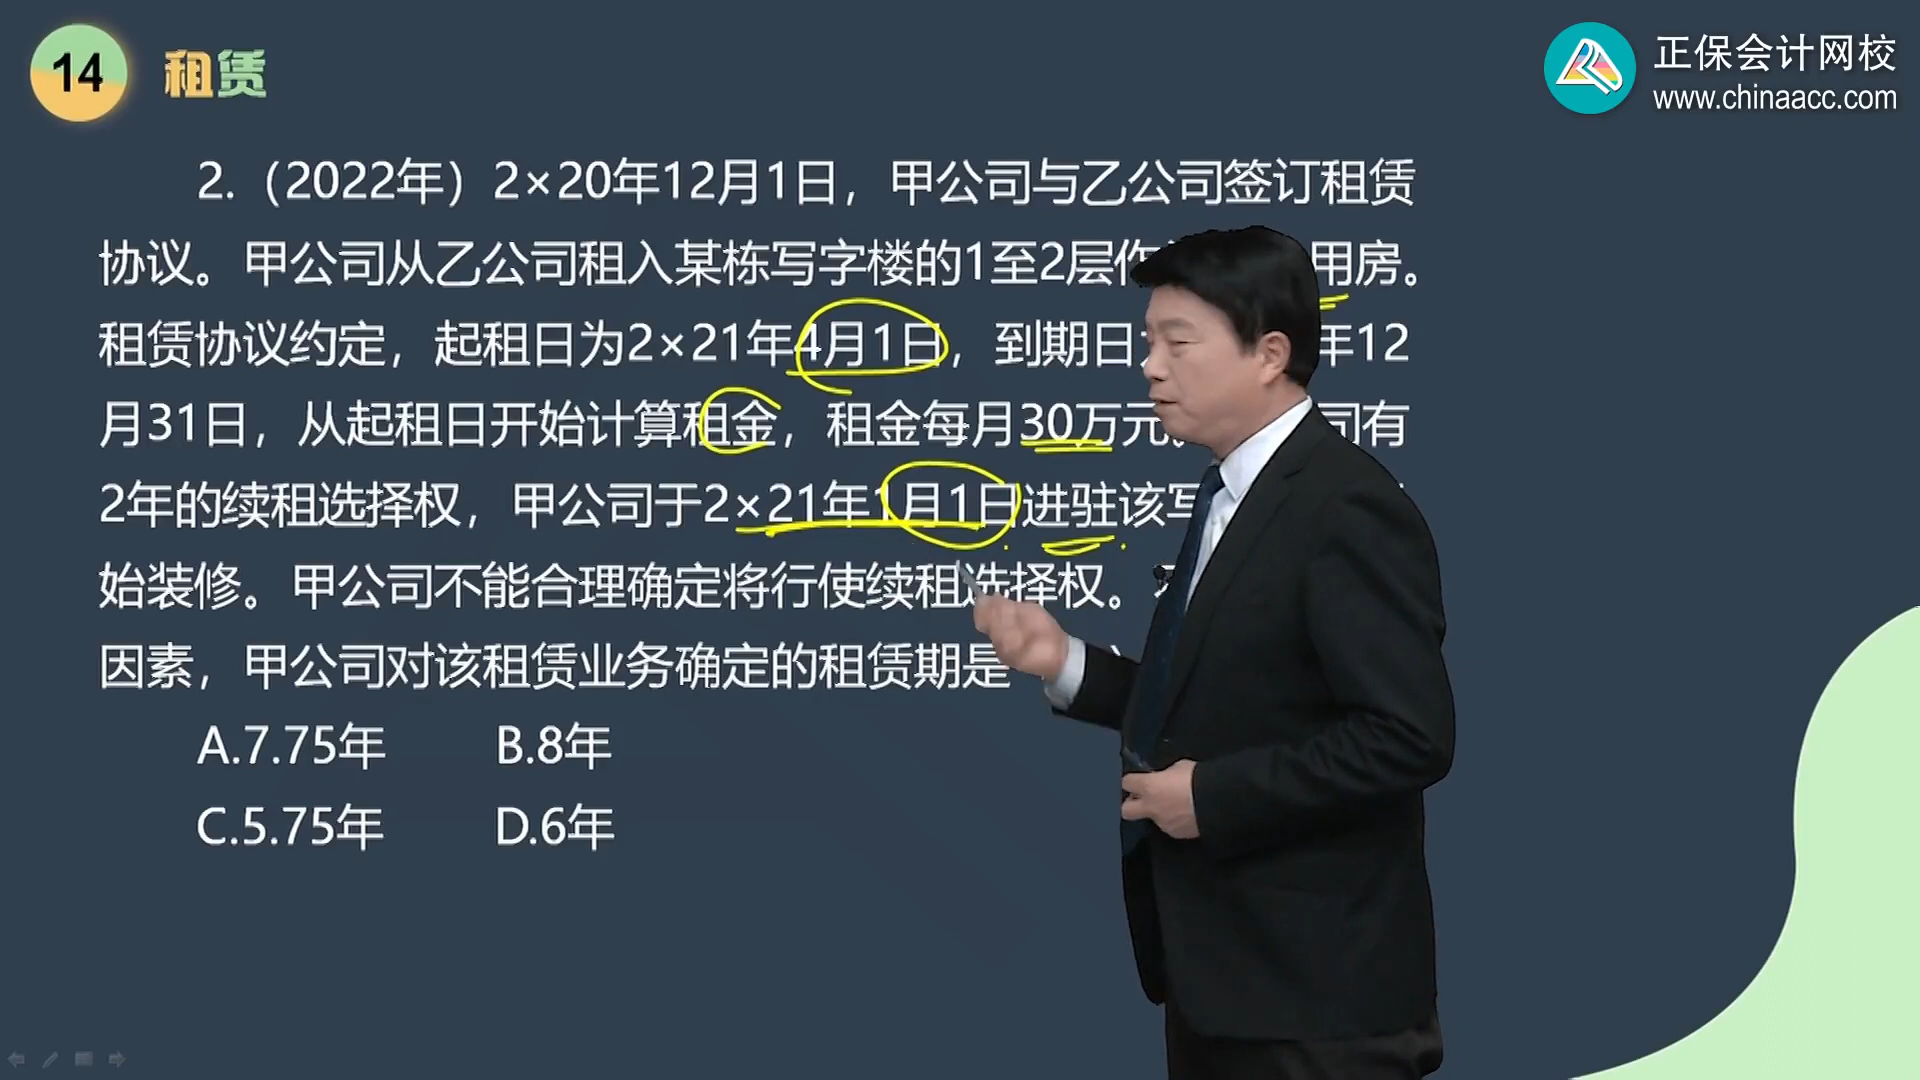 14 租赁
正保会计网校
www.chinaacc.com
2.（2022年）2×20年12月1日，甲公司与乙公司签订租赁
协议。甲公司从乙公司租入某栋写字楼的1至2层作 用房。
租赁协议约定，起租日为2×21年4月1日，到期日 年12
月31日，从起租日开始计算租金，租金每月30万元。 司有
2年的续租选择权，甲公司于2×21年1月1日进驻该写
始装修。甲公司不能合理确定将行使续租选择权。
因素，甲公司对该租赁业务确定的租赁期是
A.7.75年 B.8年
C.5.75年 D.6年